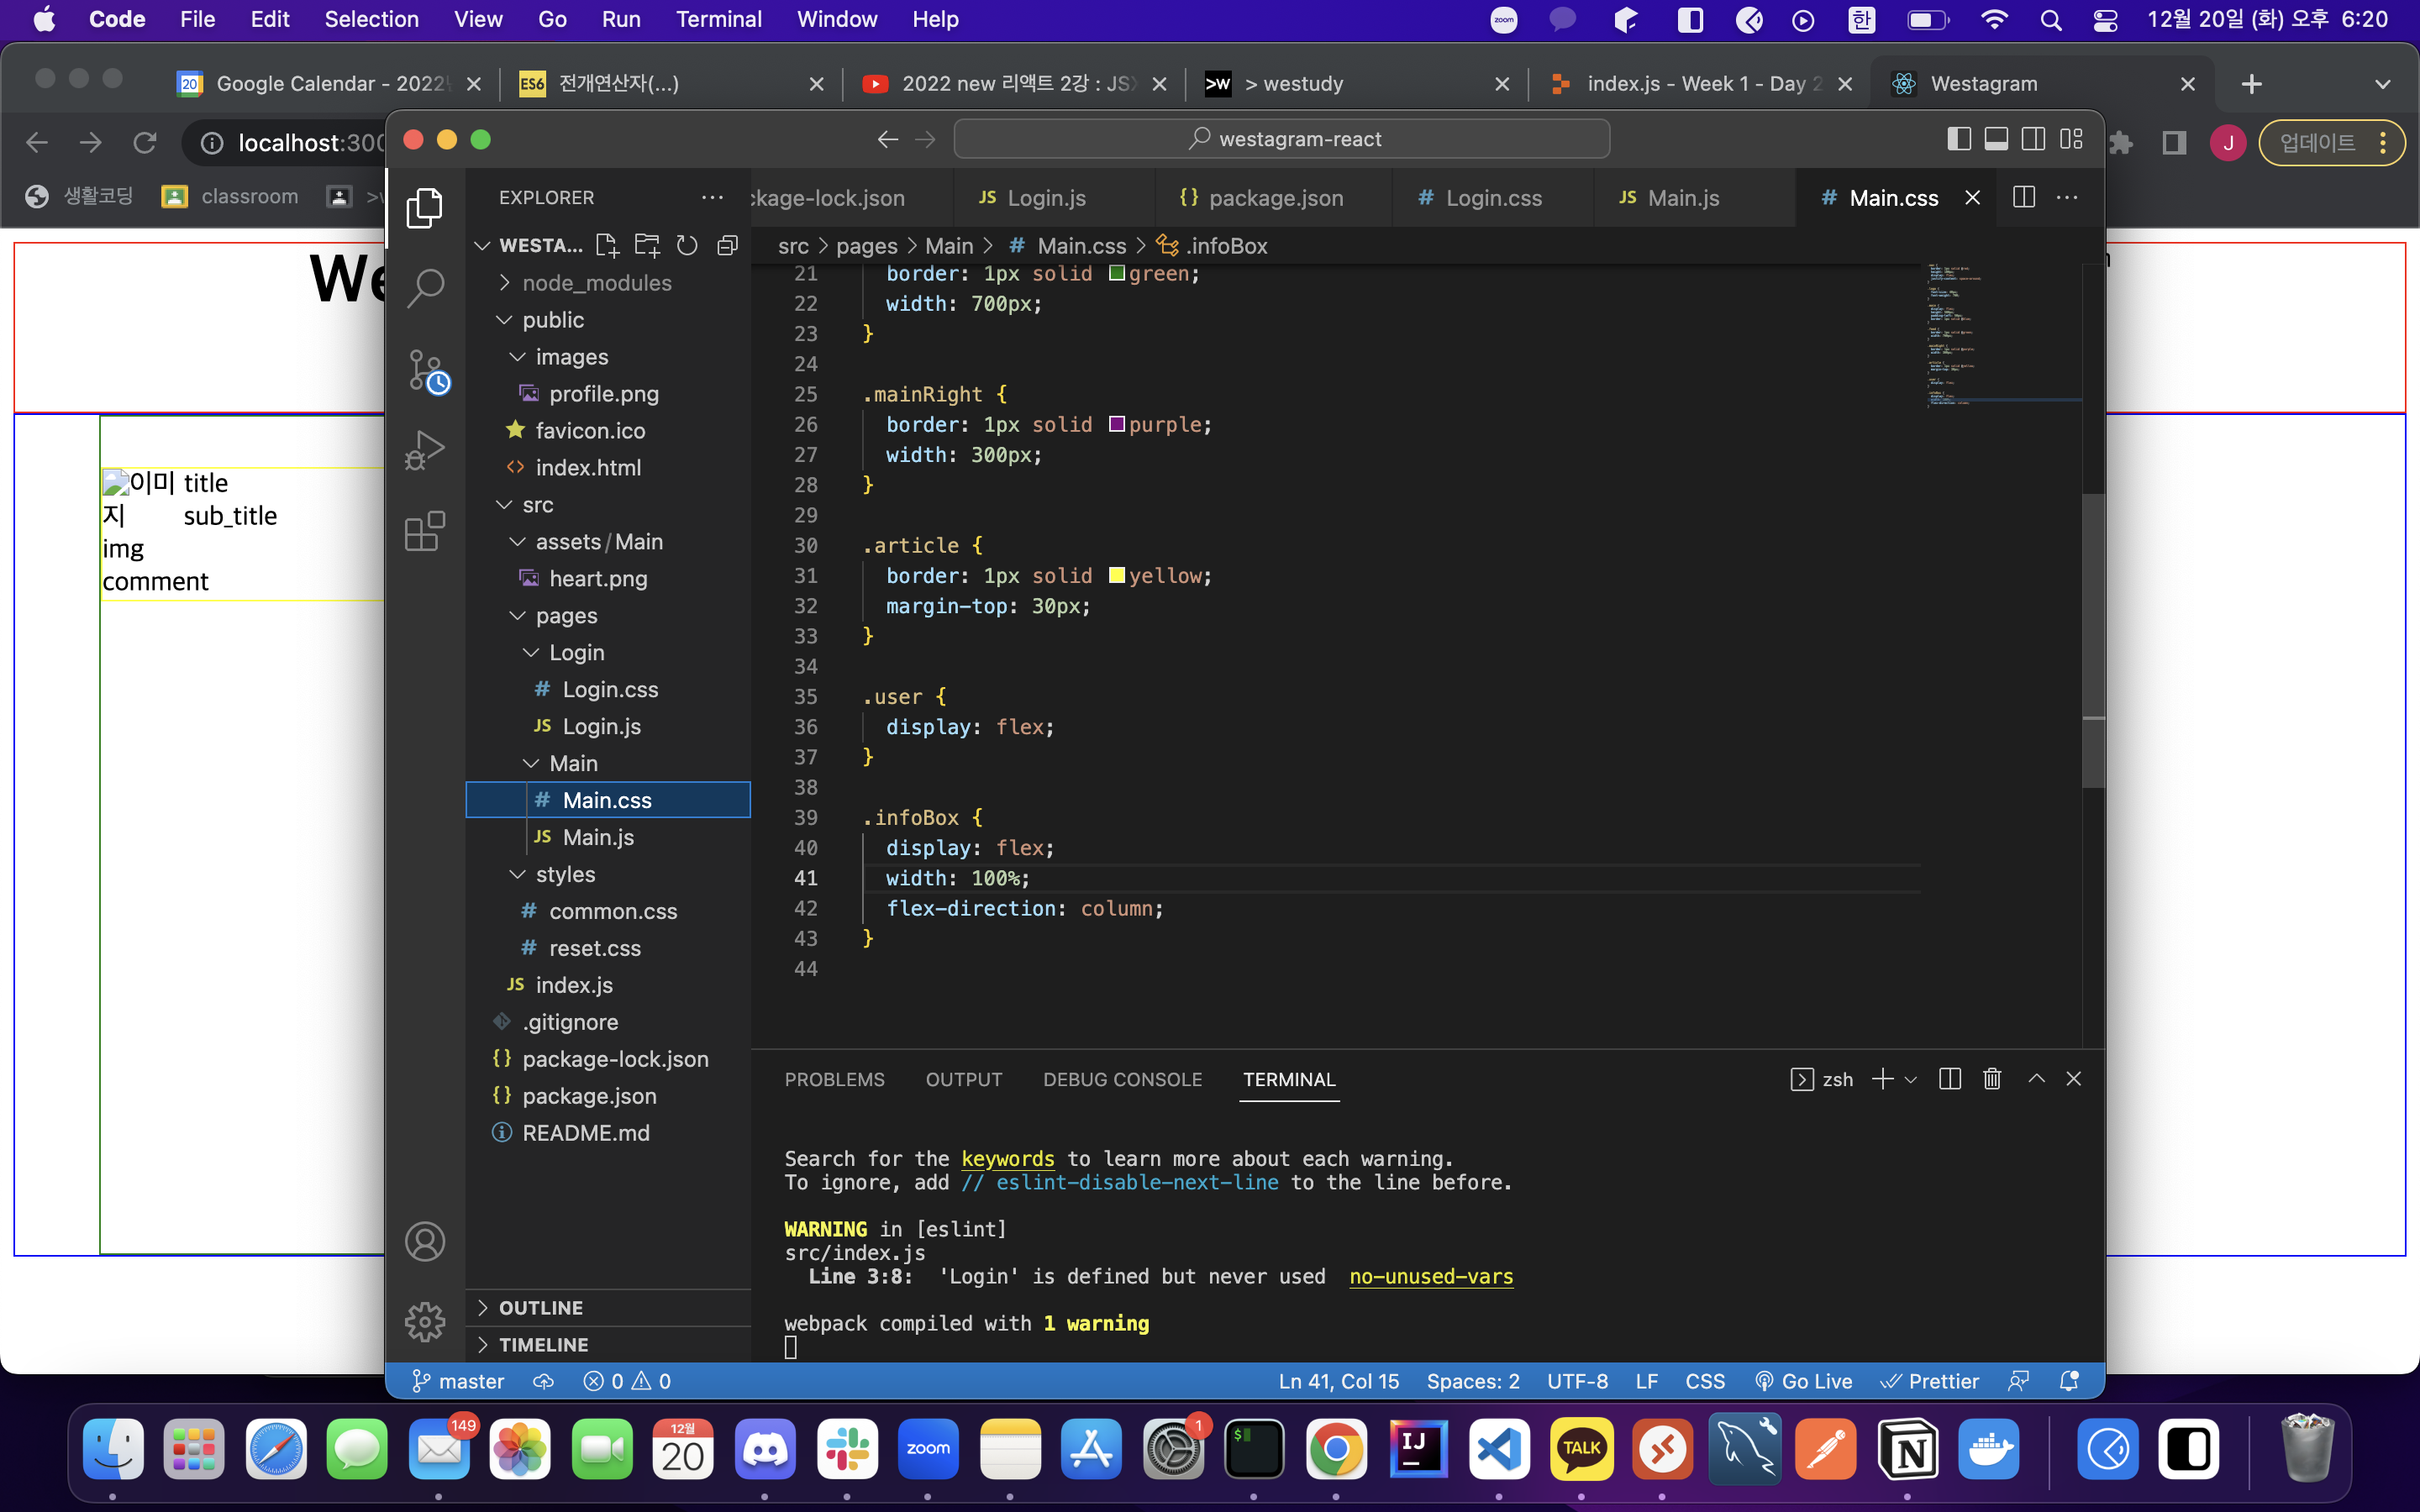 Code File Edit Selection View Go Run Terminal Window Help
zoom 한 12월 20일 (화) 오후 6:20
20 Google Calendar - 2022
ES6 전개연산자(...)
2022 new 리액트 2강 : JS
>w > westudy
index.js - Week 1 - Day 2
Westagram
localhost:300
J 업데이트
생활코딩 classroom
westagram-react
EXPLORER
ckage-lock.json JS Login.js {} package.json # Login.css JS Main.js # Main.css
WESTA...
src > pages > Main > # Main.css > .infoBox
node_modules
public
images
profile.png
favicon.ico
index.html
src
assets/Main
heart.png
pages
Login
# Login.css
JS Login.js
Main
# Main.css
JS Main.js
styles
# common.css
# reset.css
JS index.js
.gitignore
{} package-lock.json
{} package.json
README.md
OUTLINE
TIMELINE
We
이미지
title
sub_title
img
comment
21 border: 1px solid green;
22 width: 700px;
23 }
24
25 .mainRight {
26 border: 1px solid purple;
27 width: 300px;
28 }
29
30 .article {
31 border: 1px solid yellow;
32 margin-top: 30px;
33 }
34
35 .user {
36 display: flex;
37 }
38
39 .infoBox {
40 display: flex;
41 width: 100%;
42 flex-direction: column;
43 }
44
PROBLEMS OUTPUT DEBUG CONSOLE TERMINAL zsh
Search for the keywords to learn more about each warning.
To ignore, add // eslint-disable-next-line to the line before.
WARNING in [eslint]
src/index.js
Line 3:8: 'Login' is defined but never used no-unused-vars
webpack compiled with 1 warning
master 0 0 Ln 41, Col 15 Spaces: 2 UTF-8 LF CSS Go Live Prettier
149 12월 20 zoom 1 $ IJ TALK N